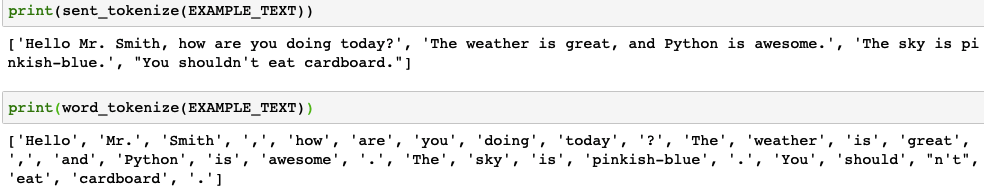 print(sent_tokenize(EXAMPLE_TEXT))
['Hello Mr. Smith, how are you doing today?', 'The weather is great, and Python is awesome.', 'The sky is pi
nkish-blue.', "You shouldn't eat cardboard."]
print(word_tokenize(EXAMPLE_TEXT))
['Hello', 'Mr.', 'Smith', ',', 'how', 'are', 'you', 'doing', 'today', '?', 'The', 'weather', 'is', 'great',
',', 'and', 'Python', 'is', 'awesome', '.', 'The', 'sky', 'is', 'pinkish-blue', '.', 'You', 'should', "n't",
'eat', 'cardboard', '.']